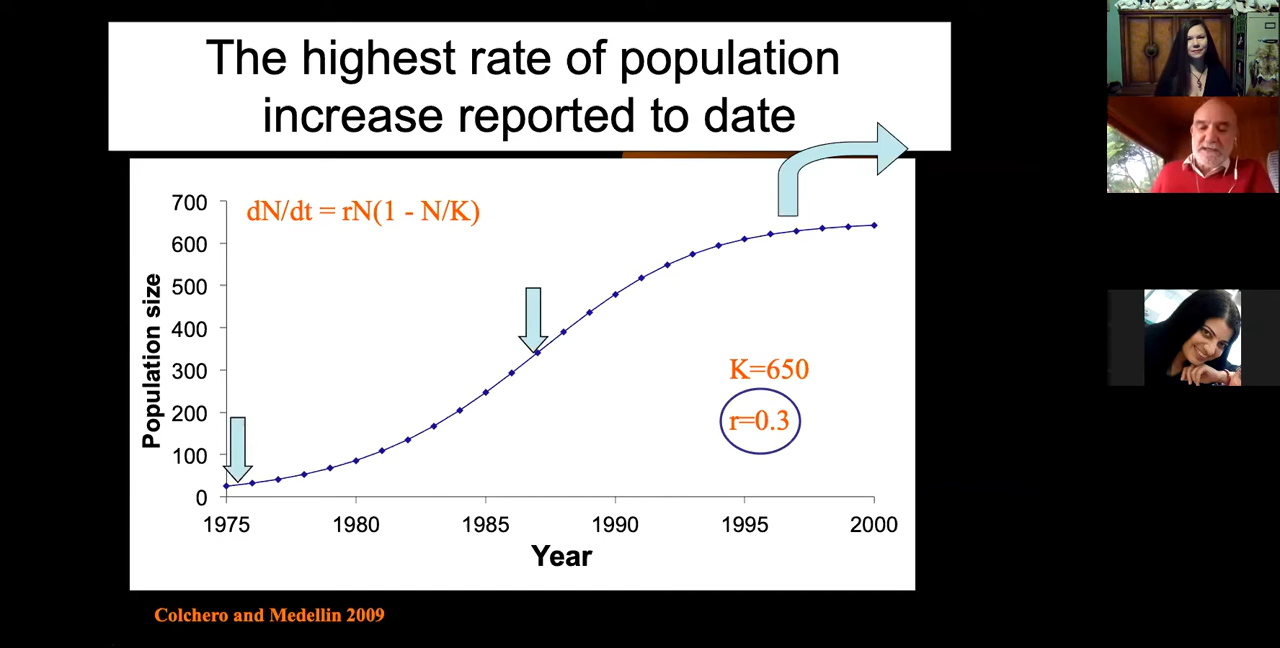 The highest rate of population
increase reported to date
dN/dt = rN(1 - N/K)
700
600
500
400
300
200
100
0
Population size
K=650
r=0.3
1975 1980 1985 1990 1995 2000
Year
Colchero and Medellin 2009